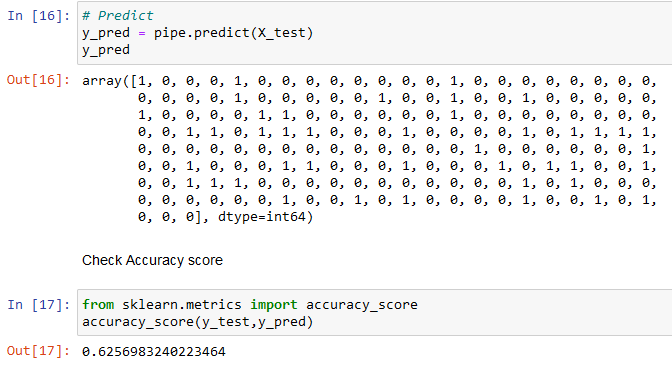 In [16]: # Predict
y_pred = pipe.predict(X_test)
y_pred
Out[16]: array([1, 0, 0, 0, 1, 0, 0, 0, 0, 0, 0, 0, 0, 1, 0, 0, 0, 0, 0, 0, 0, 0,
0, 0, 0, 0, 1, 0, 0, 0, 0, 0, 1, 0, 0, 1, 0, 0, 1, 0, 0, 0, 0, 0,
1, 0, 0, 0, 0, 1, 0, 0, 0, 0, 0, 0, 1, 0, 0, 0, 0, 0, 0, 0, 0, 0,
0, 0, 1, 1, 0, 1, 1, 1, 0, 0, 0, 1, 0, 0, 0, 0, 0, 1, 0, 1, 1, 1, 1,
0, 0, 0, 0, 0, 0, 0, 0, 0, 0, 0, 0, 0, 0, 1, 0, 0, 0, 0, 0, 0, 1,
0, 0, 1, 0, 0, 0, 1, 1, 0, 0, 0, 1, 0, 0, 0, 1, 0, 1, 1, 0, 0, 1,
0, 0, 1, 1, 1, 0, 0, 0, 0, 0, 0, 0, 0, 0, 0, 0, 1, 0, 1, 0, 0, 0,
0, 0, 0, 0, 0, 0, 1, 0, 0, 1, 0, 1, 0, 0, 0, 0, 1, 0, 0, 1, 0, 1,
0, 0, 0], dtype=int64)
Check Accuracy score
In [17]: from sklearn.metrics import accuracy_score
accuracy_score(y_test,y_pred)
Out[17]: 0.6256983240223464